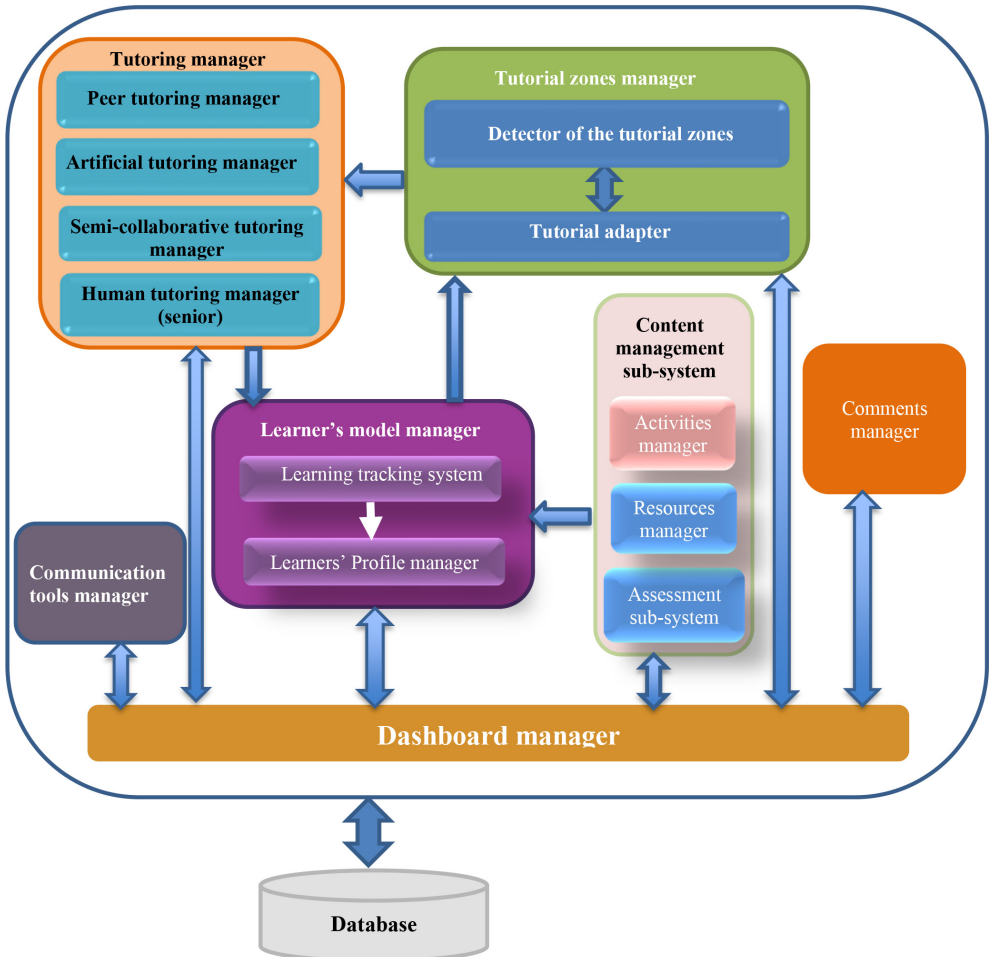 Tutoring manager
Peer tutoring manager
Artificial tutoring manager
Semi-collaborative tutoring
manager
Human tutoring manager
(senior)
Tutorial zones manager
Detector of the tutorial zones
Tutorial adapter
Content
management
sub-system
Activities
manager
Resources
manager
Assessment
sub-system
Comments
manager
Learner’s model manager
Learning tracking system
Learners’ Profile manager
Communication
tools manager
Dashboard manager
Database